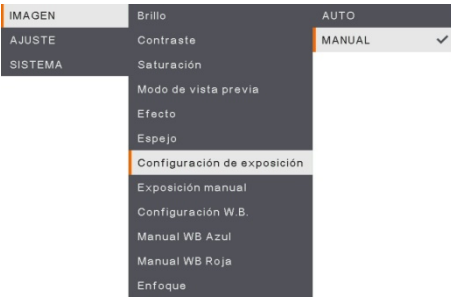 IMAGEN
AJUSTE
SISTEMA
Brillo
Contraste
Saturación
Modo de vista previa
Efecto
Espejo
Configuración de exposición
Exposición manual
Configuración W.B.
Manual WB Azul
Manual WB Roja
Enfoque
AUTO
MANUAL